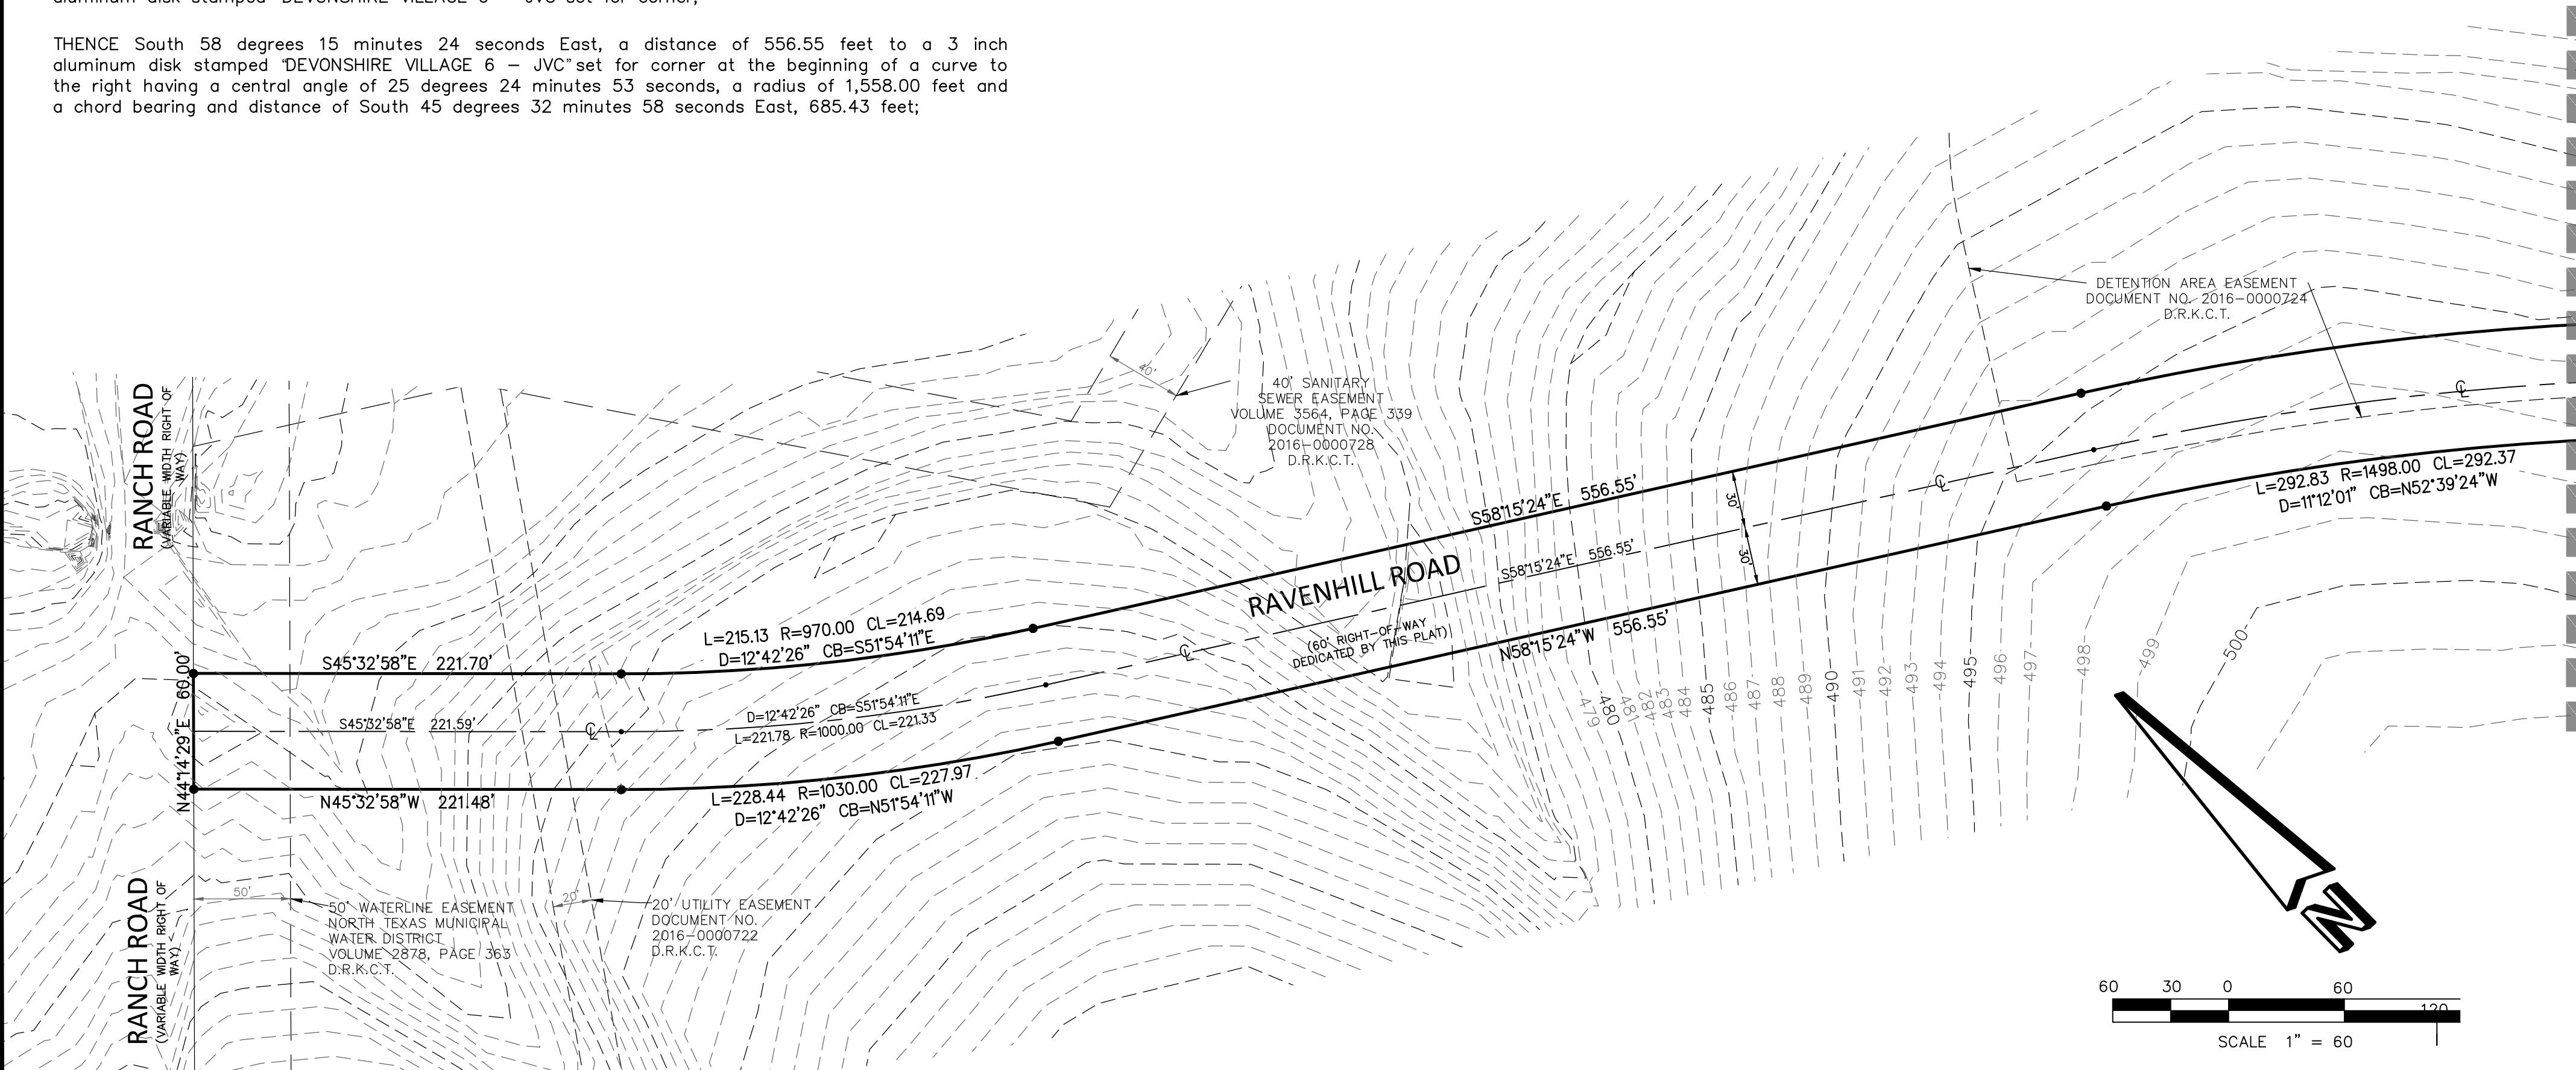 aluminum disk stamped "DEVONSHIRE VILLAGE 6 – JVC" set for corner;
THENCE South 58 degrees 15 minutes 24 seconds East, a distance of 556.55 feet to a 3 inch
aluminum disk stamped "DEVONSHIRE VILLAGE 6 – JVC" set for corner at the beginning of a curve to
the right having a central angle of 25 degrees 24 minutes 53 seconds, a radius of 1,558.00 feet and
a chord bearing and distance of South 45 degrees 32 minutes 58 seconds East, 685.43 feet;
DETENTION AREA EASEMENT
DOCUMENT NO. 2016–0000724
D.R.K.C.T.
40'
40' SANITARY
SEWER EASEMENT
VOLUME 3564, PAGE 339
DOCUMENT NO.
2016–0000728
D.R.K.C.T.
RANCH ROAD
(VARIABLE WIDTH RIGHT OF
WAY)
℄
℄
L=292.83 R=1498.00 CL=292.37
D=11°12'01" CB=N52°39'24"W
S58°15'24"E 556.55'
30'
30'
S58°15'24"E 556.55'
RAVENHILL ROAD
(60' RIGHT–OF–WAY
DEDICATED BY THIS PLAT)
N58°15'24"W 556.55'
℄
L=215.13 R=970.00 CL=214.69
D=12°42'26" CB=S51°54'11"E
S45°32'58"E 221.70'
N44°14'29"E 60.00'
S45°32'58"E 221.59'
℄
D=12°42'26" CB=S51°54'11"E
L=221.78 R=1000.00 CL=221.33
N45°32'58"W 221.48'
L=228.44 R=1030.00 CL=227.97
D=12°42'26" CB=N51°54'11"W
479
480
481
482
483
484
485
486
487
488
489
490
491
492
493
494
495
496
497
498
499
500
RANCH ROAD
(VARIABLE WIDTH RIGHT OF
WAY)
50'
50' WATERLINE EASEMENT
NORTH TEXAS MUNICIPAL
WATER DISTRICT
VOLUME 2878, PAGE 363
D.R.K.C.T.
20'
20' UTILITY EASEMENT
DOCUMENT NO.
2016–0000722
D.R.K.C.T.
N
60 30 0 60
120
SCALE 1" = 60